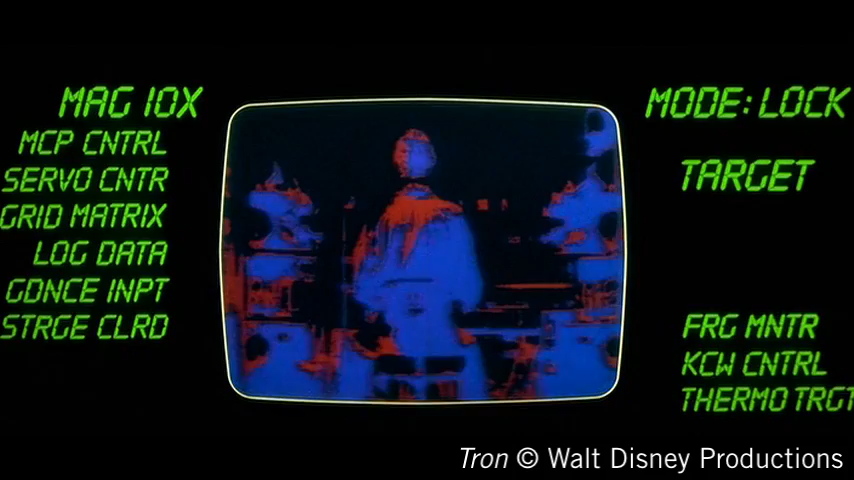 MAG 10X
MCP CNTRL
SERVO CNTR
GRID MATRIX
LOG DATA
GDNCE INPT
STRGE CLRD
MODE: LOCK
TARGET
FRG MNTR
KCW CNTRL
THERMO TRGT
Tron © Walt Disney Productions